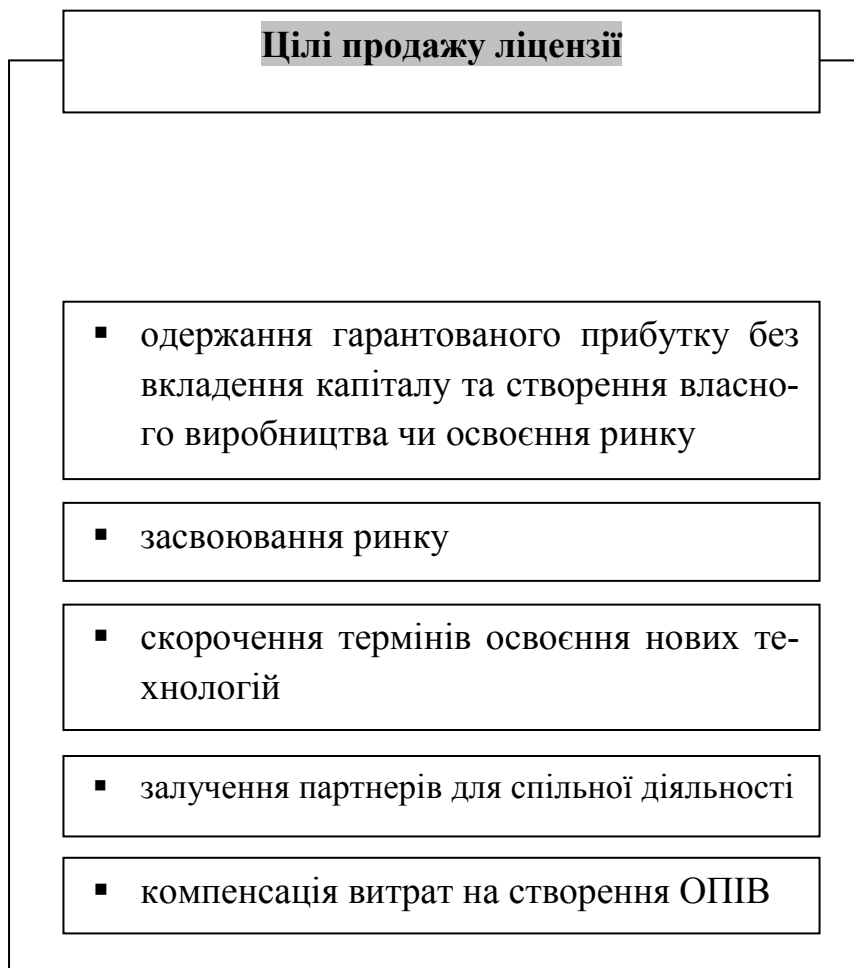 Цілі продажу ліцензії
▪ одержання гарантованого прибутку без
вкладення капіталу та створення власно-
го виробництва чи освоєння ринку
▪ засвоювання ринку
▪ скорочення термінів освоєння нових те-
хнологій
▪ залучення партнерів для спільної діяльності
▪ компенсація витрат на створення ОПІВ